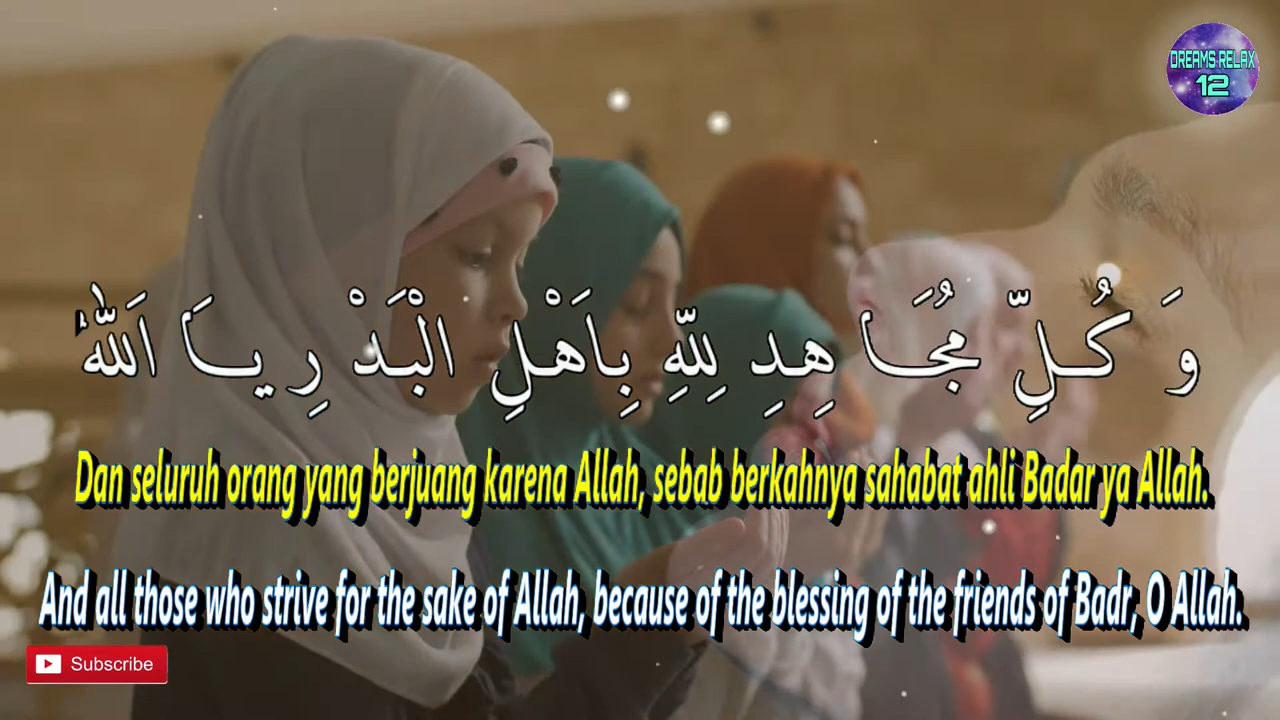 DREAMS RELAX
12
وَ كُلِّ مُجَا هِدِ لِلّٰهِ بِاَهْلِ الْبَدْ رِ يـَا اَللّٰهُ
Dan seluruh orang yang berjuang karena Allah, sebab berkahnya sahabat ahli Badar ya Allah.
And all those who strive for the sake of Allah, because of the blessing of the friends of Badr, O Allah.
Subscribe